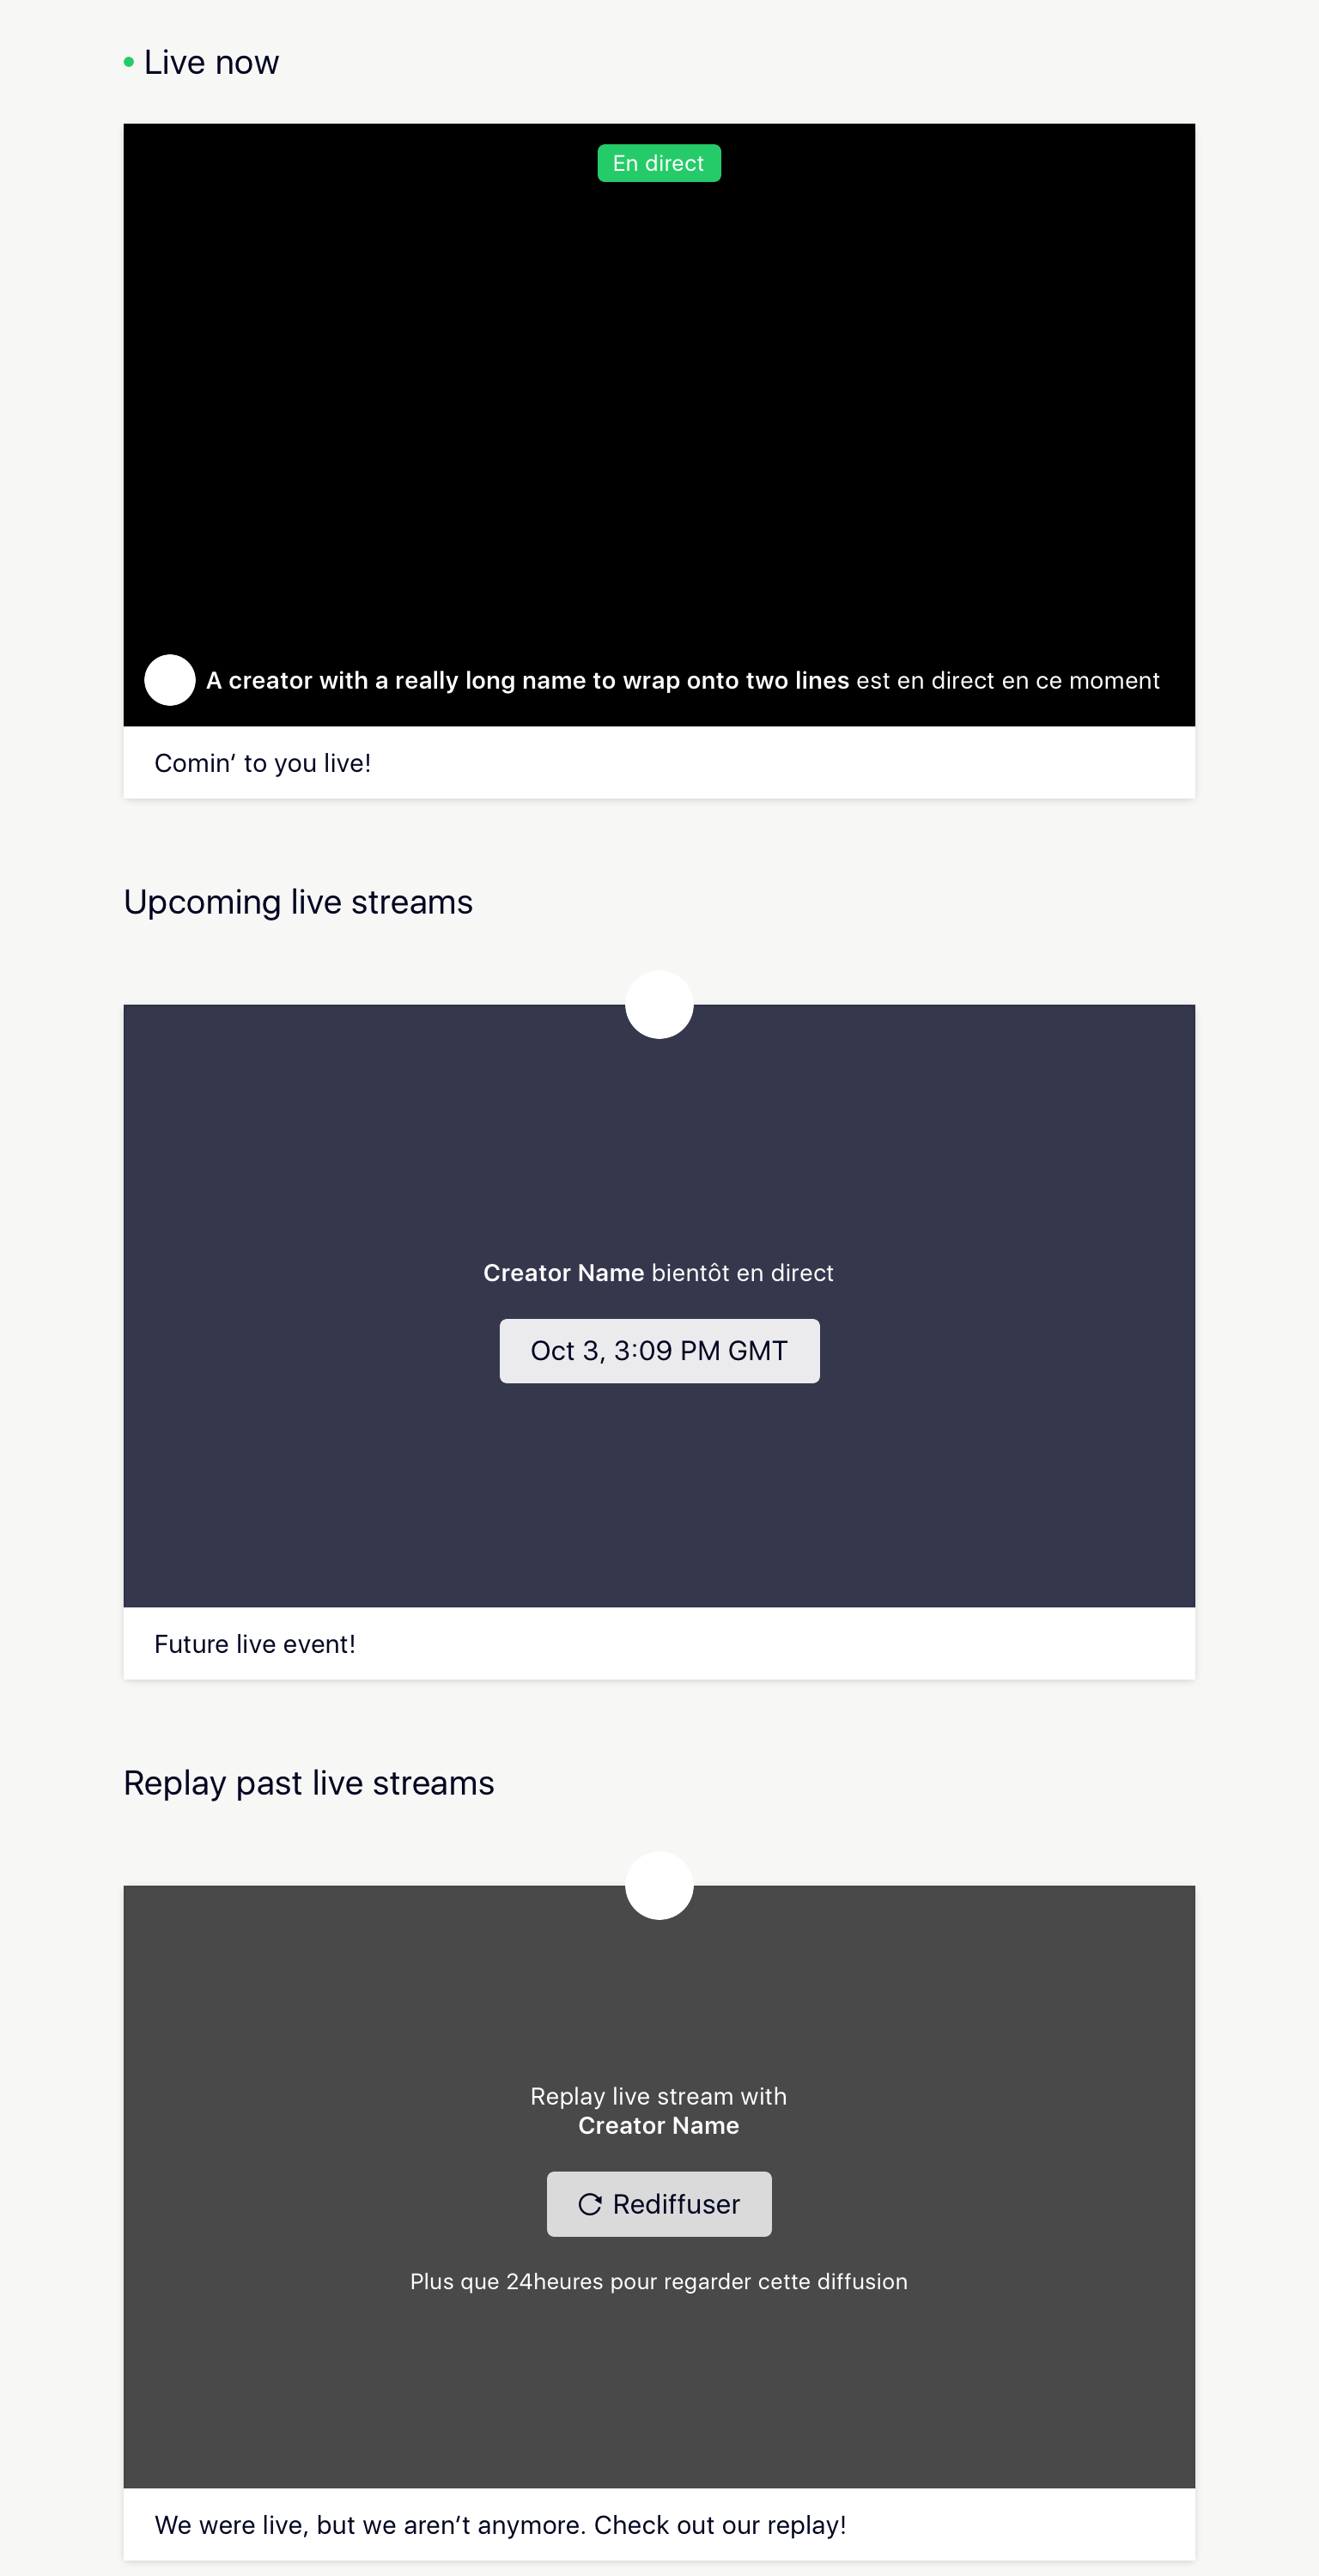 Live now
En direct
A creator with a really long name to wrap onto two lines est en direct en ce moment
Comin’ to you live!
Upcoming live streams
Creator Name bientôt en direct
Oct 3, 3:09 PM GMT
Future live event!
Replay past live streams
Replay live stream with
Creator Name
Rediffuser
Plus que 24heures pour regarder cette diffusion
We were live, but we aren’t anymore. Check out our replay!